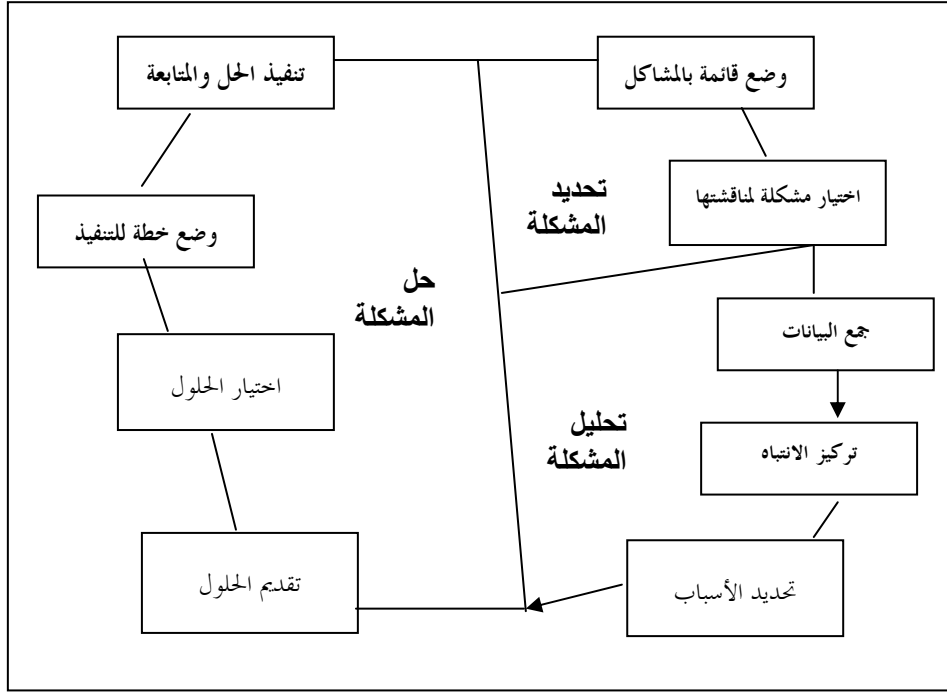 وضع قائمة بالمشاكل
تنفيذ الحل والمتابعة
اختيار مشكلة لمناقشتها
تحديد
المشكلة
وضع خطة للتنفيذ
حل
المشكلة
جمع البيانات
اختيار الحلول
تحليل
المشكلة
تركيز الانتباه
تحديد الأسباب
تقديم الحلول